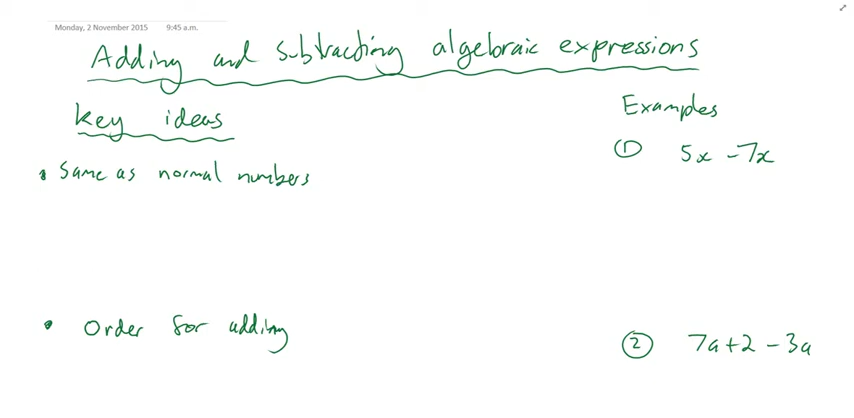 Monday, 2 November 2015 9:45 a.m.
Adding and subtracting algebraic expressions
Key ideas
Examples
① 5x - 7x
• Same as normal numbers
• Order for adding
② 7a + 2 - 3a